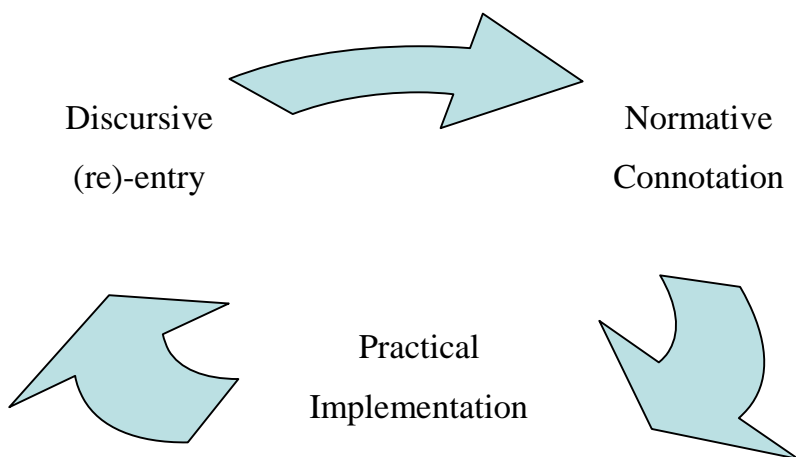 Discursive
(re)-entry
Normative
Connotation
Practical
Implementation